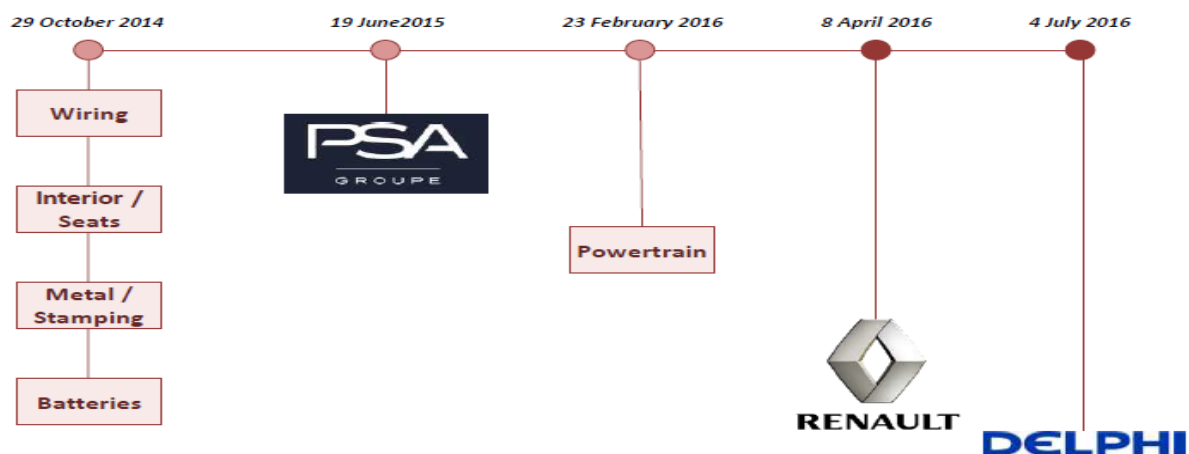 29 October 2014
19 June2015
23 February 2016
8 April 2016
4 July 2016
Wiring
Interior /
Seats
Metal /
Stamping
Batteries
PSA
GROUPE
Powertrain
RENAULT
DELPHI